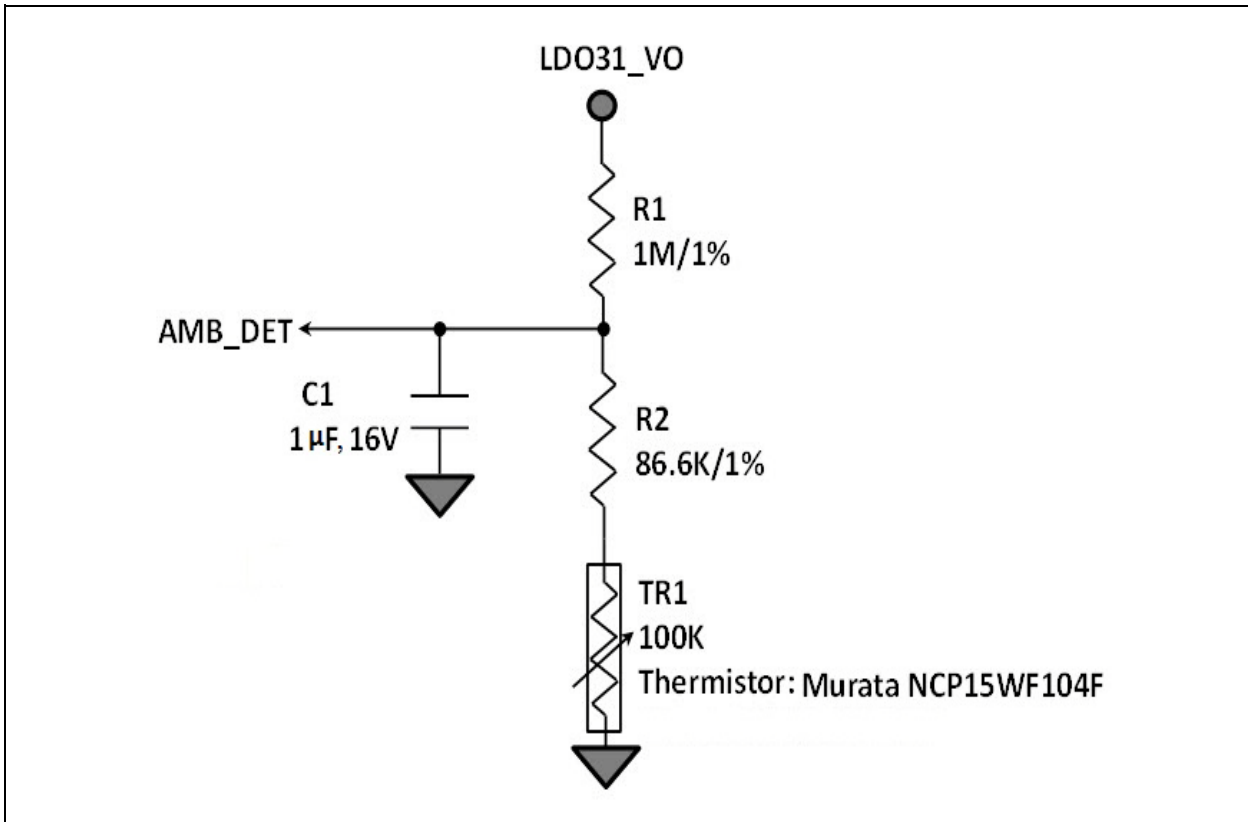 LDO31_VO
R1
1M/1%
AMB_DET
C1
1µF, 16V
R2
86.6K/1%
TR1
100K
Thermistor: Murata NCP15WF104F